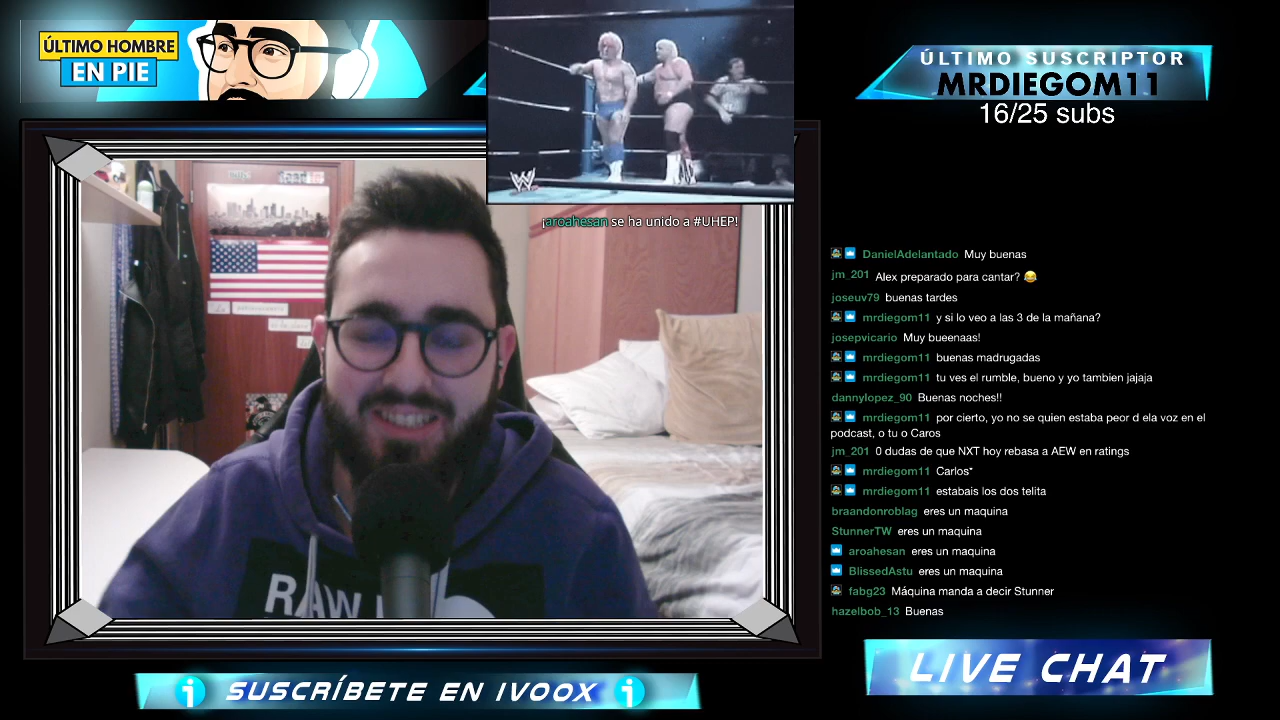 ÚLTIMO HOMBRE
EN PIE
W
¡aroahesan se ha unido a #UHEP!
RAW
SUSCRÍBETE EN IVOOX
ÚLTIMO SUSCRIPTOR
MRDIEGOM11
16/25 subs
DanielAdelantado Muy buenas
jm_201 Alex preparado para cantar? 😂
joseuv79 buenas tardes
mrdiegom11 y si lo veo a las 3 de la mañana?
josepvicario Muy bueenaas!
mrdiegom11 buenas madrugadas
mrdiegom11 tu ves el rumble, bueno y yo tambien jajaja
dannylopez_90 Buenas noches!!
mrdiegom11 por cierto, yo no se quien estaba peor d ela voz en el
podcast, o tu o Caros
jm_201 0 dudas de que NXT hoy rebasa a AEW en ratings
mrdiegom11 Carlos*
mrdiegom11 estabais los dos telita
braandonroblag eres un maquina
StunnerTW eres un maquina
aroahesan eres un maquina
BlissedAstu eres un maquina
fabg23 Máquina manda a decir Stunner
hazelbob_13 Buenas
LIVE CHAT